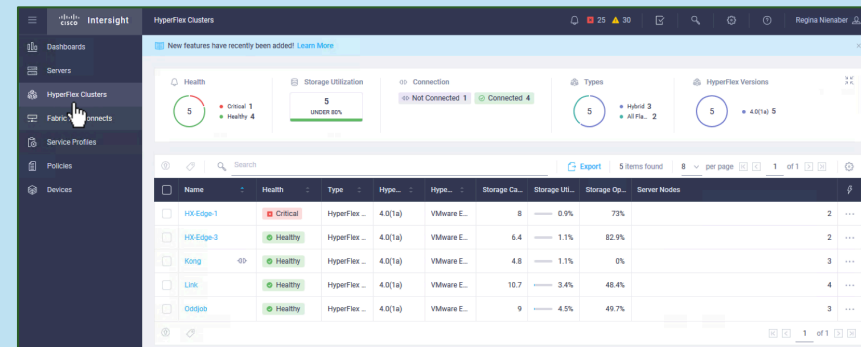 cisco Intersight HyperFlex Clusters 25 30 Regina Nienaber
Dashboards
New features have recently been added! Learn More
Servers
HyperFlex Clusters
Health
Storage Utilization
Connection
Types
HyperFlex Versions
5
Critical 1
Healthy 4
5
UNDER 80%
Not Connected 1 Connected 4
5
Hybrid 3
All Fla.. 2
5
4.0(1a) 5
Service Profiles
Policies
Devices
Search Export 5 items found 8 per page 1 of 1
Name Health Type Hype... Hype... Storage Ca... Storage Uti... Storage Op... Server Nodes
HX-Edge-1 Critical HyperFlex ... 4.0(1a) VMware E... 8 0.9% 73% 2
HX-Edge-3 Healthy HyperFlex ... 4.0(1a) VMware E... 6.4 1.1% 82.9% 2
Kong Healthy HyperFlex ... 4.0(1a) VMware E... 4.8 1.1% 0% 3
Link Healthy HyperFlex ... 4.0(1a) VMware E... 10.7 3.4% 48.4% 4
Oddjob Healthy HyperFlex ... 4.0(1a) VMware E... 9 4.5% 49.7% 3
1 of 1